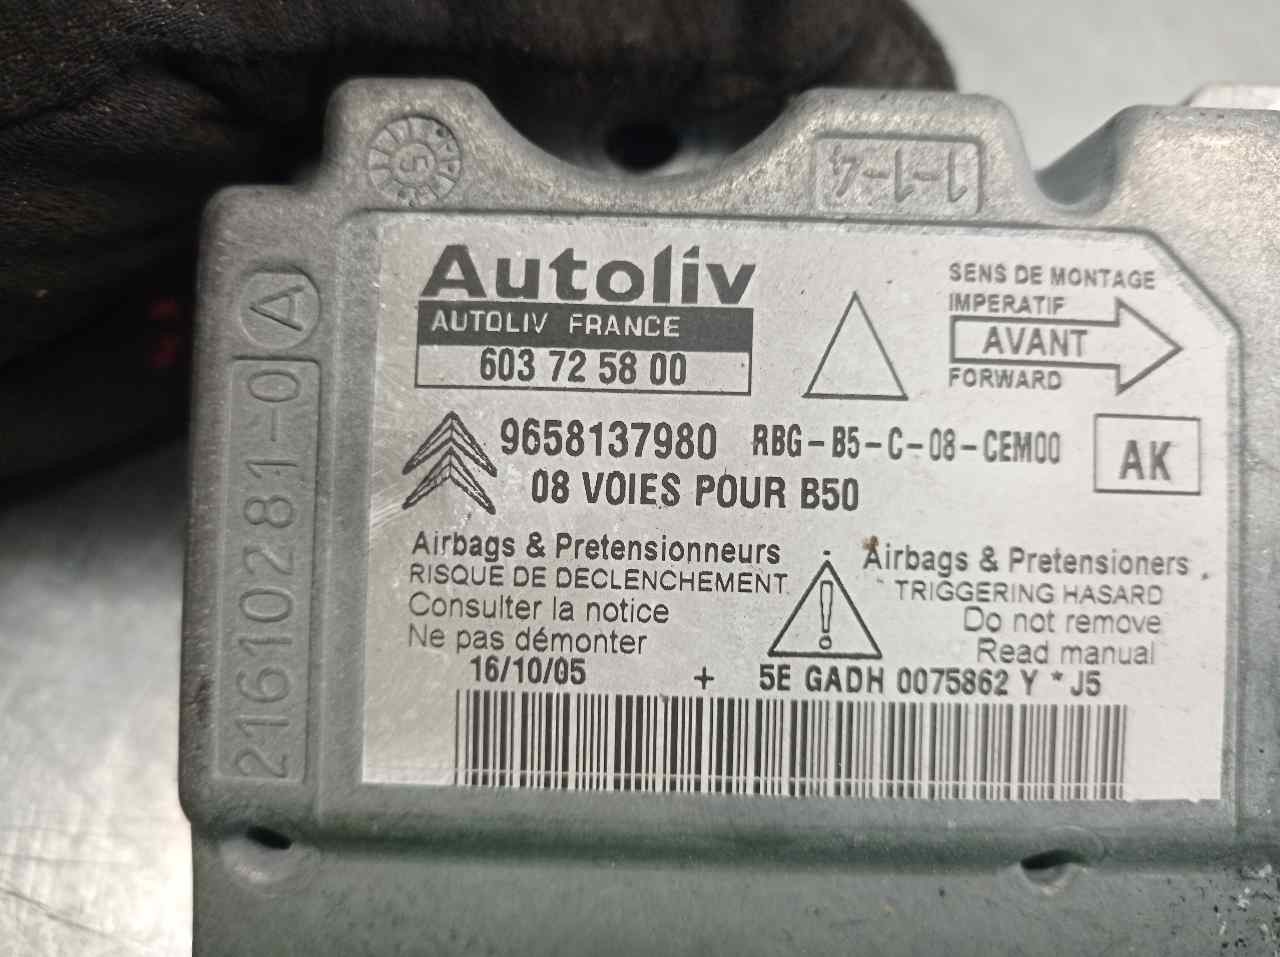 5
1-1-4
Autoliv
AUTOLIV FRANCE
603 72 58 00
SENS DE MONTAGE
IMPERATIF
AVANT
FORWARD
9658137980 RBG-B5-C-08-CEM00
AK
08 VOIES POUR B50
Airbags & Pretensionneurs
RISQUE DE DECLENCHEMENT
Consulter la notice
Ne pas démonter
Airbags & Pretensioners
TRIGGERING HASARD
Do not remove
Read manual
16/10/05 + 5E GADH 0075862 Y *J5
21610281-0 A